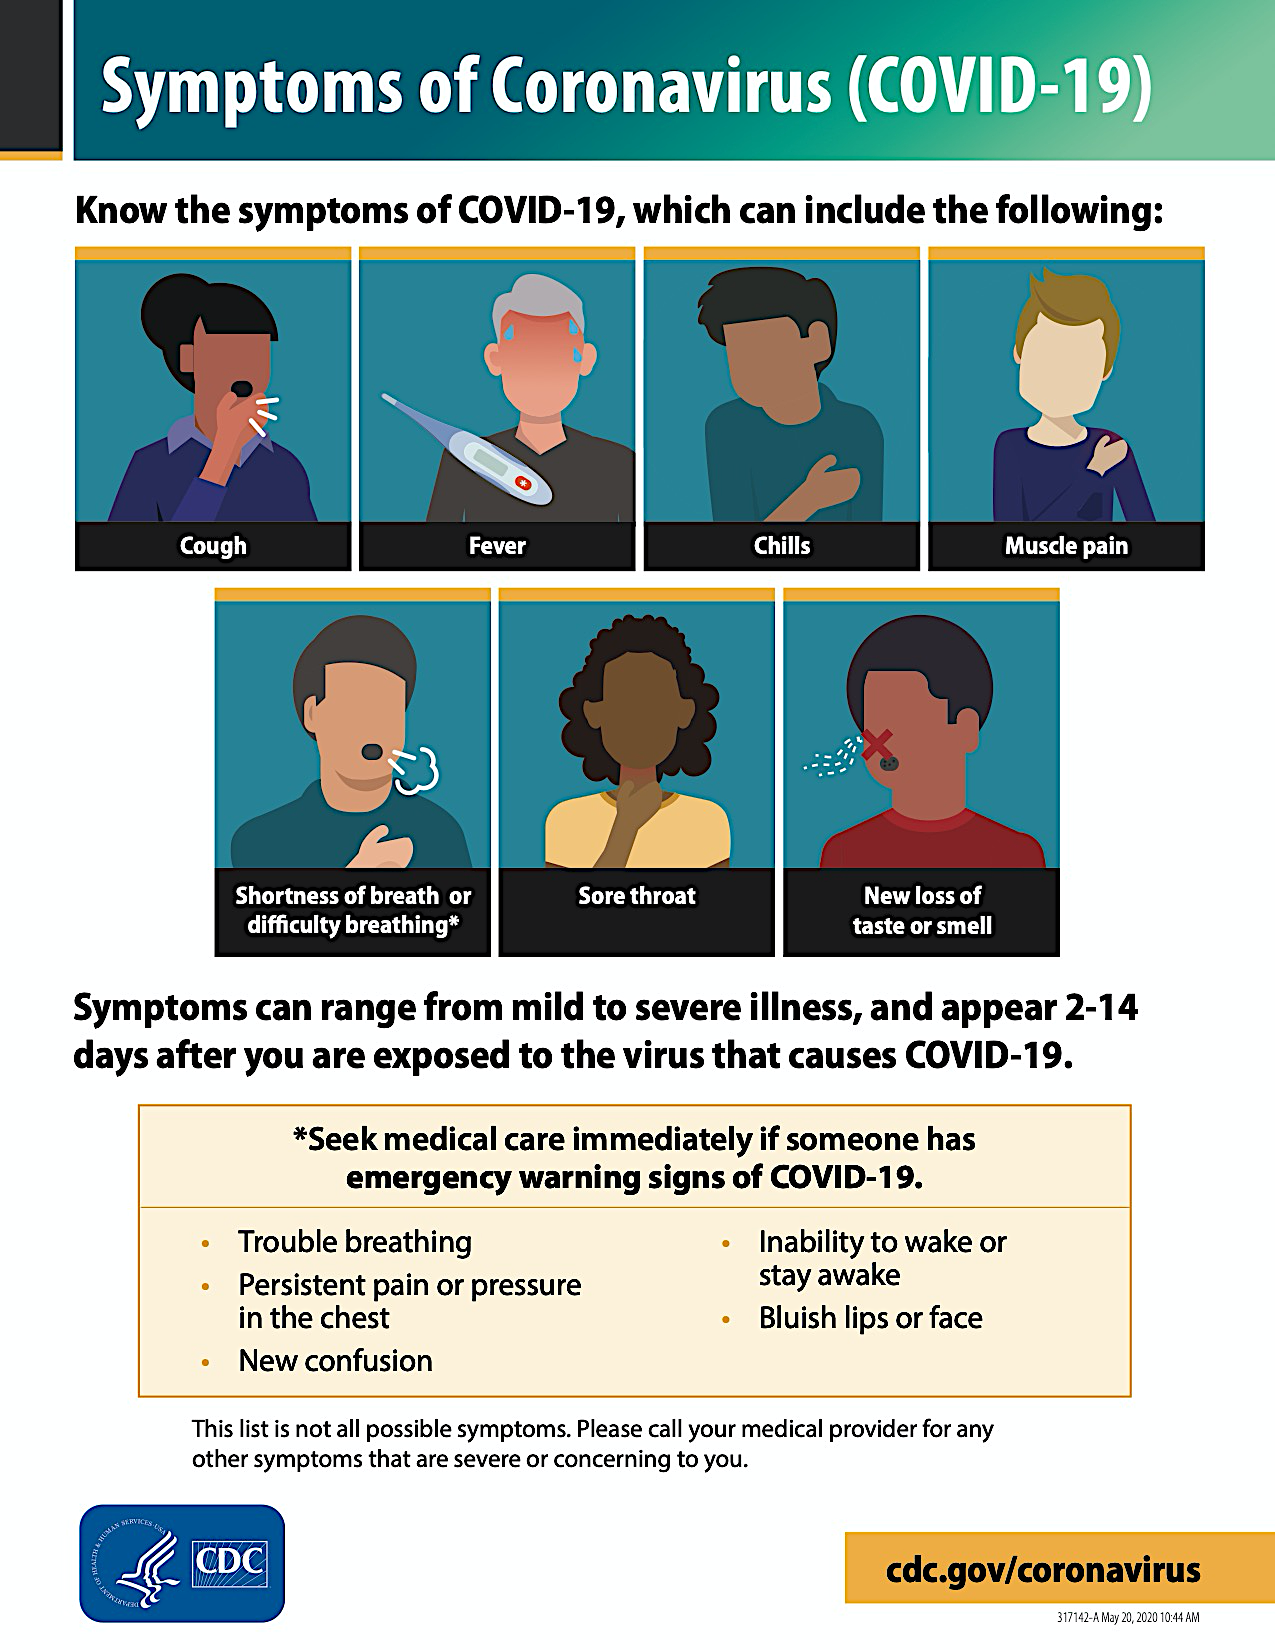 Symptoms of Coronavirus (COVID-19)
Know the symptoms of COVID-19, which can include the following:
Cough
Fever
Chills
Muscle pain
Shortness of breath or
difficulty breathing*
Sore throat
New loss of
taste or smell
Symptoms can range from mild to severe illness, and appear 2-14
days after you are exposed to the virus that causes COVID-19.
*Seek medical care immediately if someone has
emergency warning signs of COVID-19.
• Trouble breathing
• Persistent pain or pressure
in the chest
• New confusion
• Inability to wake or
stay awake
• Bluish lips or face
This list is not all possible symptoms. Please call your medical provider for any
other symptoms that are severe or concerning to you.
DEPARTMENT OF HEALTH & HUMAN SERVICES·USA
CDC
cdc.gov/coronavirus
317142-A May 20, 2020 10:44 AM